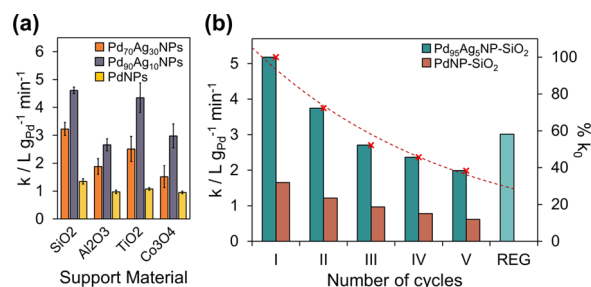 (a)
Pd₇₀Ag₃₀NPs
Pd₉₀Ag₁₀NPs
PdNPs
k / L g_Pd⁻¹ min⁻¹
6
5
4
3
2
1
0
SiO2
Al2O3
TiO2
Co3O4
Support Material
(b)
Pd₉₅Ag₅NP-SiO₂
PdNP-SiO₂
k / L g_Pd⁻¹ min⁻¹
5
4
3
2
1
0
100
80
60
40
20
0
% k₀
I
II
III
IV
V
REG
Number of cycles